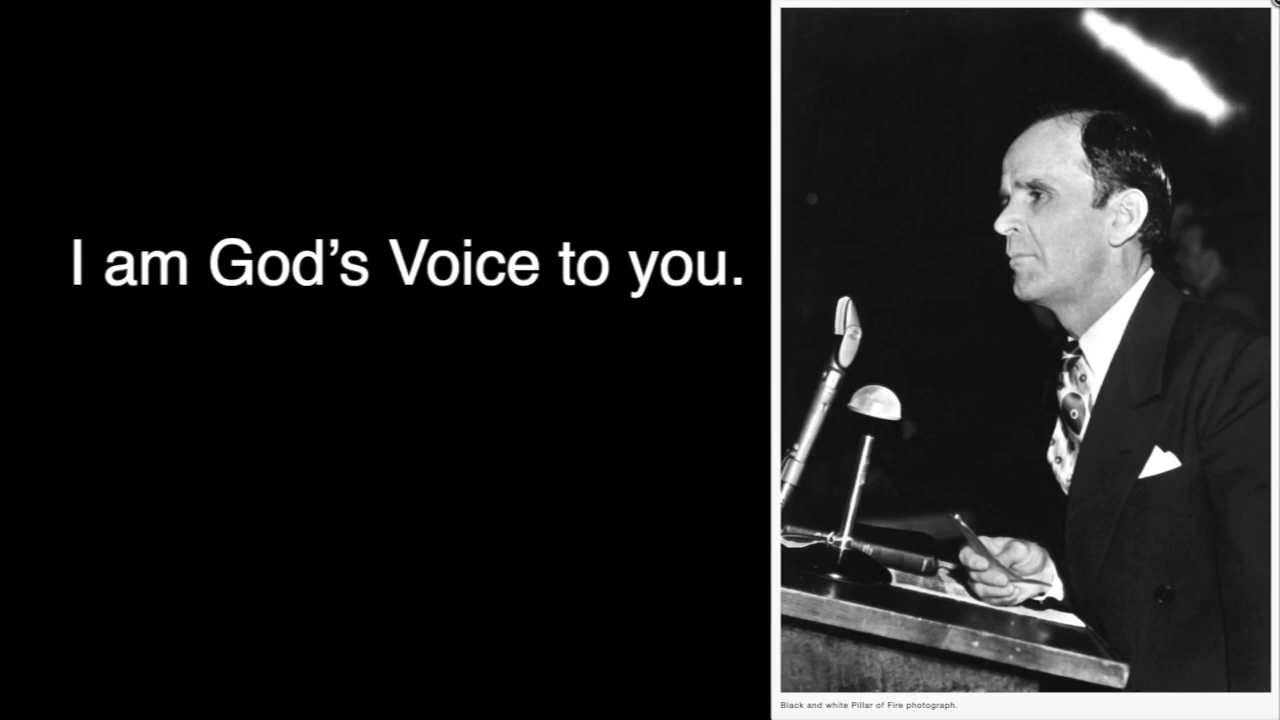 I am God’s Voice to you.
Black and white Pillar of Fire photograph.